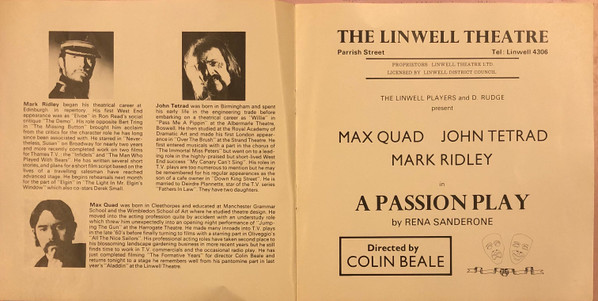 Mark Ridley began his theatrical career at
Edinburgh in repertory. His first West End
appearance was as "Elvise" in Ron Read's social
critique "The Demo". His role opposite Bert Tring
in "The Missing Button" brought him acclaim
from the critics for the character role he has long
since been associated with. He starred in "Never-
theless, Susan" on Broadway for nearly two years
and more recently completed work on two films
for Thames T.V.: the "Infidels" and "The Men Who
Played With Bears". He has written several short
stories, and plans for a short film script based on the
lives of a travelling salesman have reached
advanced stage. He begins rehearsals next month
for the part of "Elgin" in "The Light In Mr. Elgin's
Window" which also co-stars Derek Small.
John Tetrad was born in Birmingham and spent
his early life in the engineering trade before
embarking on a theatrical career as "Willie" in
"Pass Me A Pippin" at the Albermarle Theatre,
Boswall. He then studied at the Royal Academy of
Dramatic Art and made his first London appear-
ance in "Over The Brush" at the Strand Theatre. He
first entered musicals with a part in the chorus of
"The Immortal Miss Peters" but went on to a lead-
ing role in the highly praised but short-lived West
End success "My Canary Can't Sing". His roles in
T.V. plays are too numerous to mention but he may
be remembered for his regular appearances as the
son of a cafe owner in "Down King Street". He is
married to Deirdre Plannette, star of the T.V. series
"Fathers In Law". They have two daughters.
Max Quad was born in Cleethorpes and educated at Manchester Grammar
School and the Wimbledon School of Art where he studied theatre design. He
moved into the acting profession quite by accident with an understudy role
which threw him unexpectedly into an opening night performance of "Jump-
ing The Gun" at the Harrogate Theatre. He made many inroads into T.V. plays
in the late '60's before finally turning to films with a starring part in Olivaggio's
"All The Nice Sailors". His professional acting roles have taken second place to
his blossoming landscape gardening business in more recent years but he still
finds time to work in T.V. commercials and the occasional radio play. He has
just completed filming "The Formative Years" for director Colin Beale and
returns tonight to a stage he remembers well from his pantomime part in last
year's "Aladdin" at the Linwell Theatre.
THE LINWELL THEATRE
Parrish Street Tel: Linwell 4306
PROPRIETORS: LINWELL THEATRE LTD.
LICENSED BY LINWELL DISTRICT COUNCIL
THE LINWELL PLAYERS and D. RUDGE
present
MAX QUAD JOHN TETRAD
MARK RIDLEY
in
A PASSION PLAY
by RENA SANDERONE
Directed by
COLIN BEALE